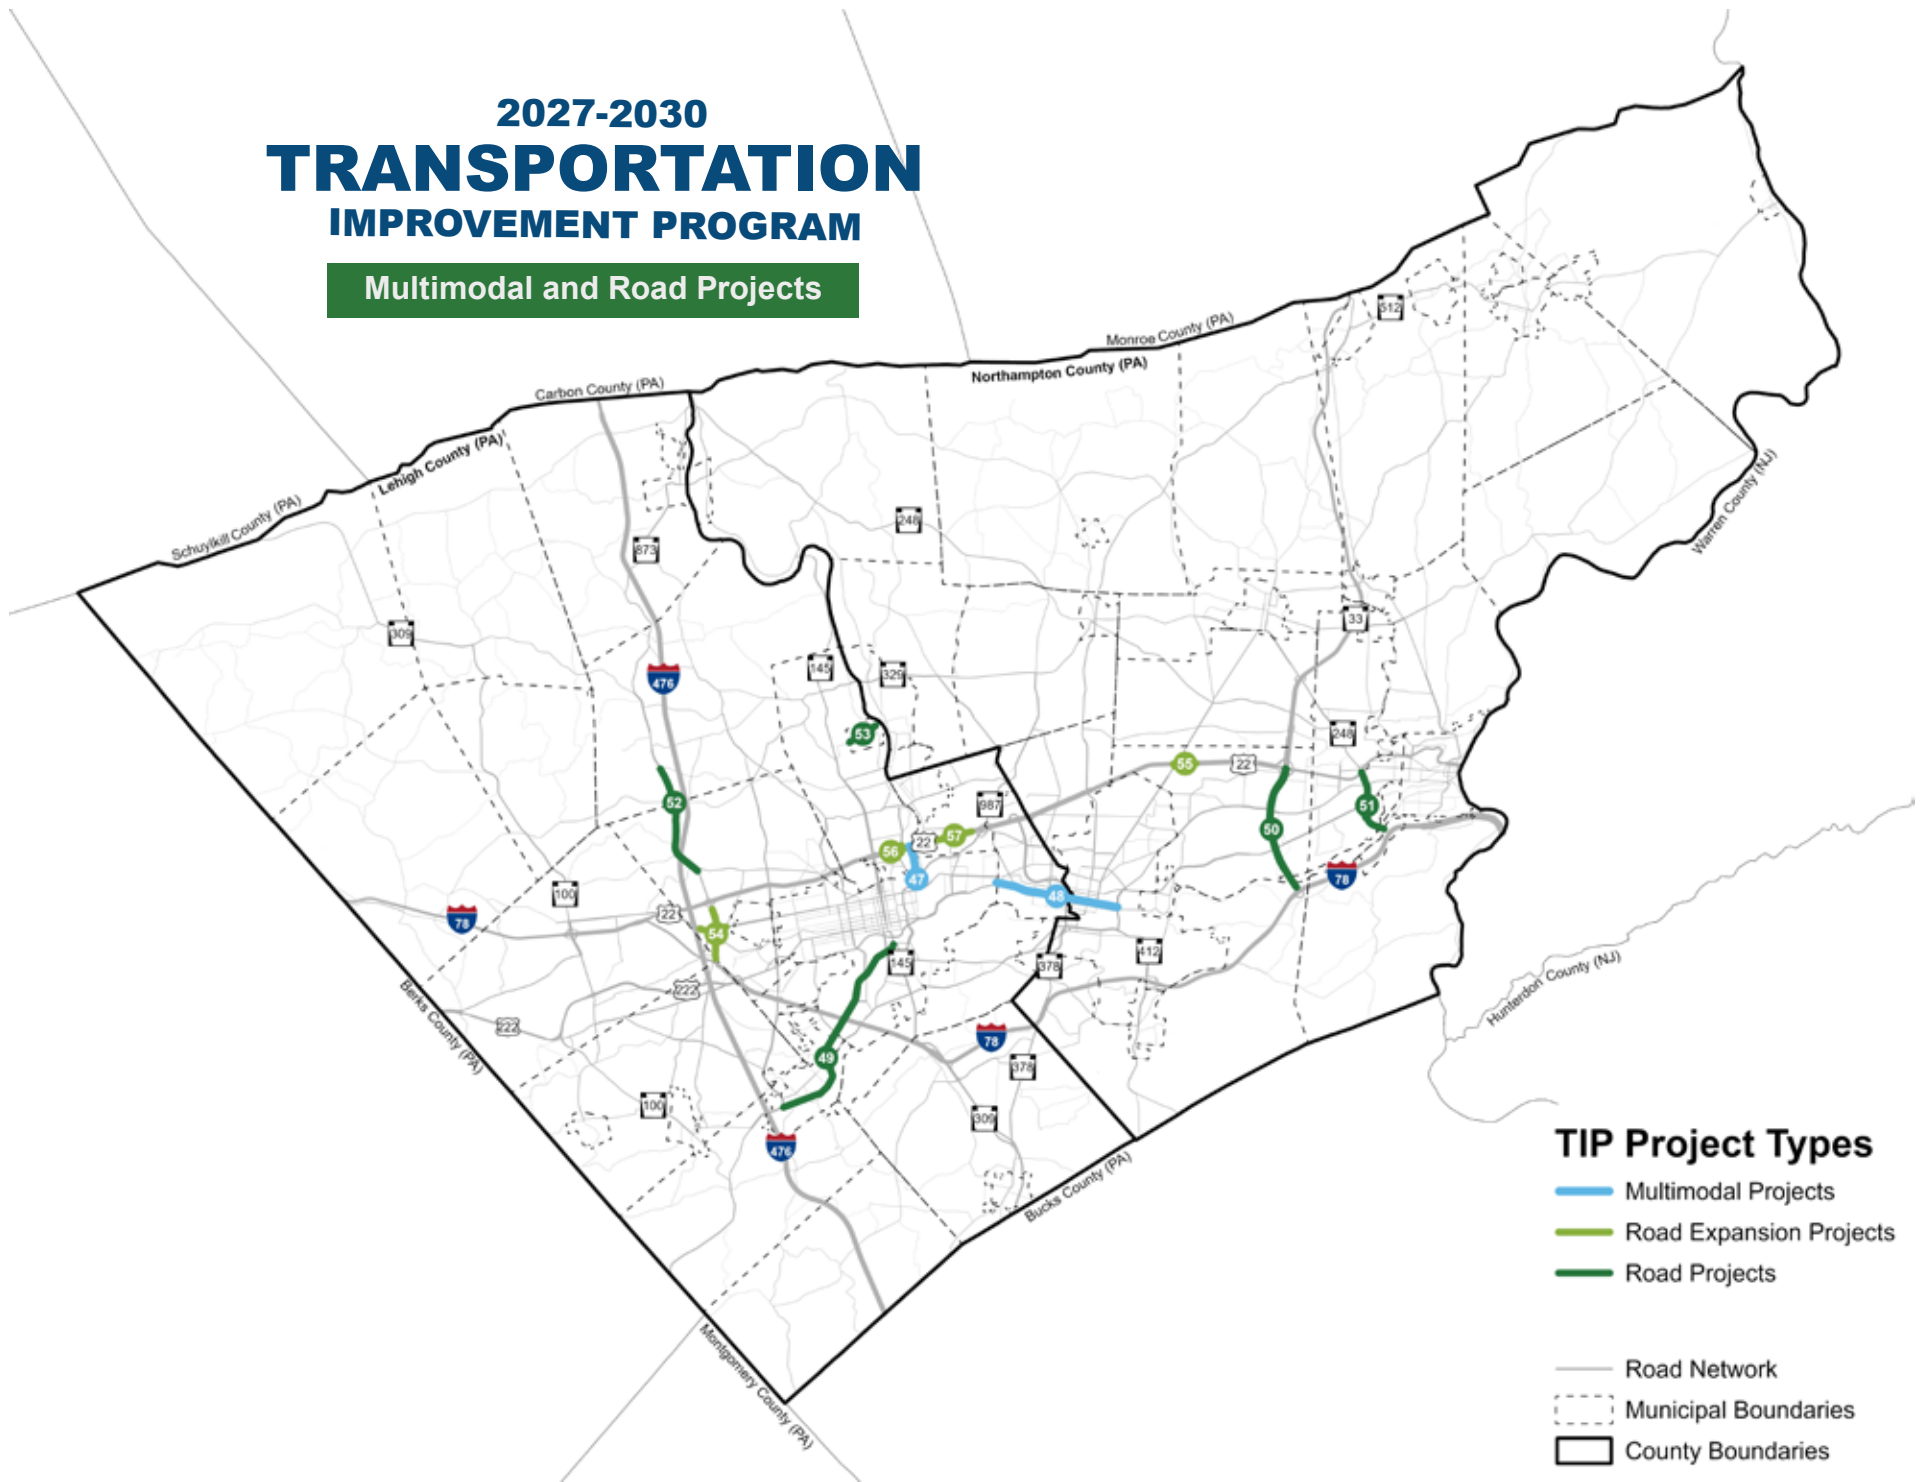 2027-2030
TRANSPORTATION
IMPROVEMENT PROGRAM
Multimodal and Road Projects
512
Monroe County (PA)
Northampton County (PA)
Carbon County (PA)
Lehigh County (PA)
Schuylkill County (PA)
Warren County (NJ)
248
873
309
33
145
329
476
53
248
55
22
52
987
51
50
57
22
56
47
78
100
48
78
22
54
412
145
378
222
Hunterdon County (NJ)
Berks County (PA)
222
78
49
378
100
309
476
Bucks County (PA)
Montgomery County (PA)
TIP Project Types
Multimodal Projects
Road Expansion Projects
Road Projects
Road Network
Municipal Boundaries
County Boundaries